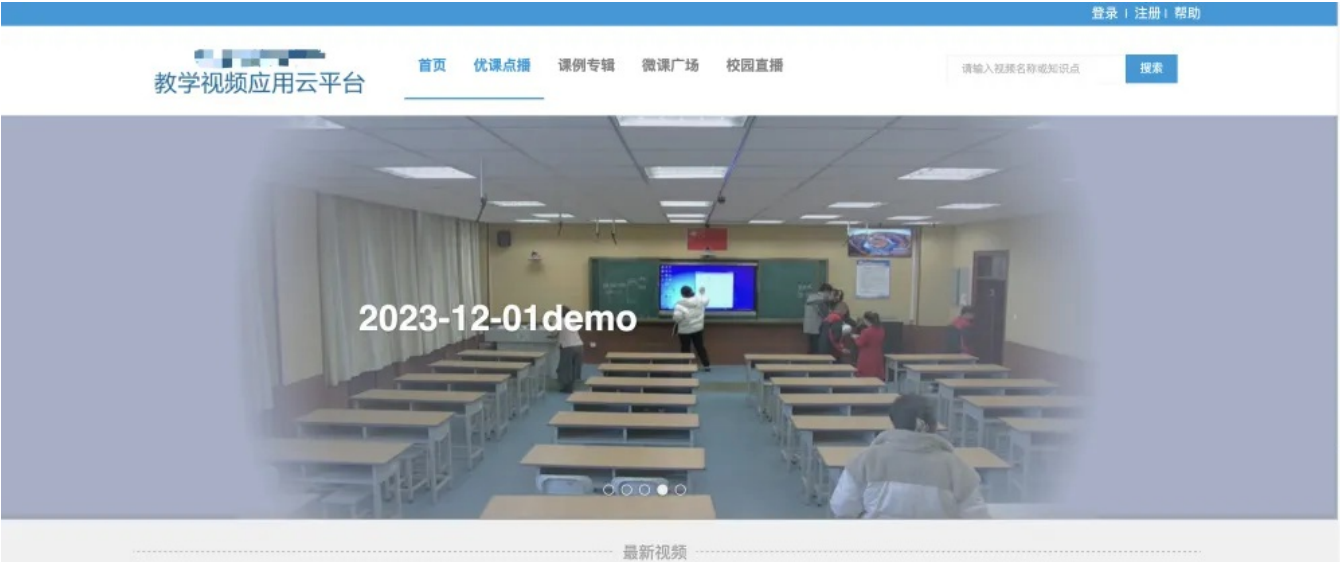 登录 | 注册 | 帮助
教学视频应用云平台
首页 优课点播 课例专辑 微课广场 校园直播
请输入视频名称或知识点 搜索
2023-12-01demo
最新视频